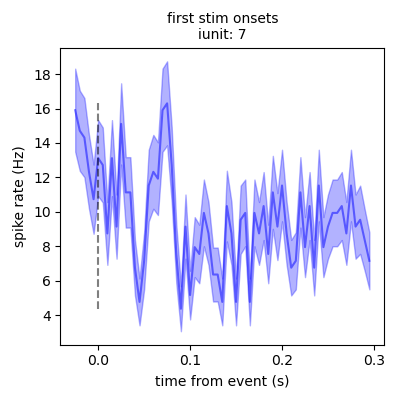 first stim onsets
iunit: 7
spike rate (Hz)
18
16
14
12
10
8
6
4
0.0 0.1 0.2 0.3
time from event (s)